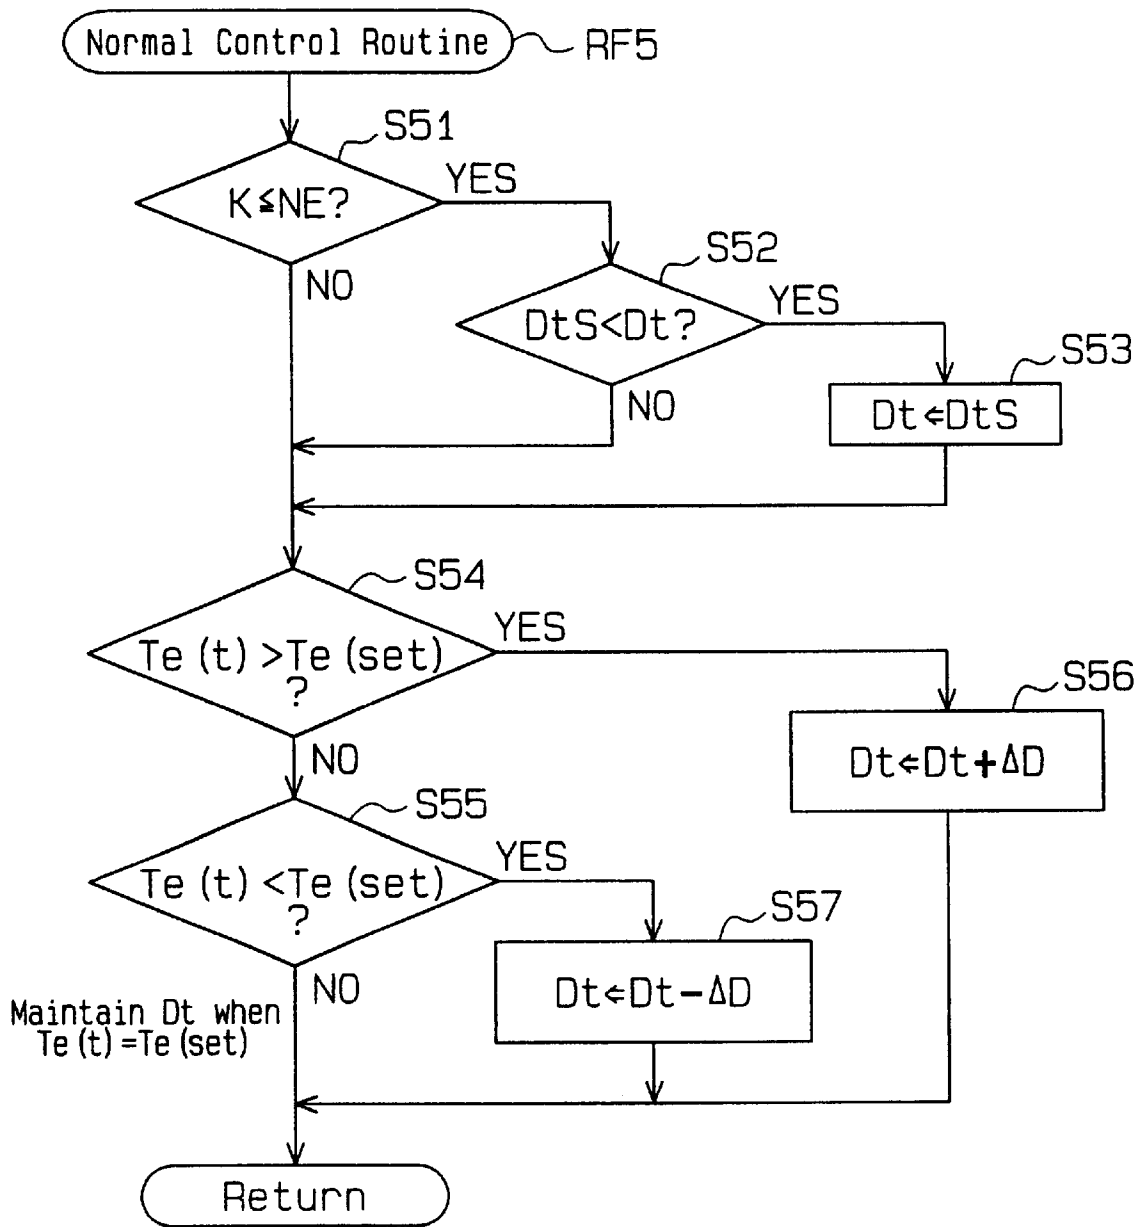 Normal Control Routine
RF5
S51
K≦NE?
YES
NO
S52
DtS<Dt?
YES
NO
S53
Dt⇐DtS
S54
Te(t)>Te(set)
?
YES
NO
S56
Dt⇐Dt+ΔD
S55
Te(t)<Te(set)
?
YES
NO
S57
Dt⇐Dt-ΔD
Maintain Dt when
Te(t)=Te(set)
Return